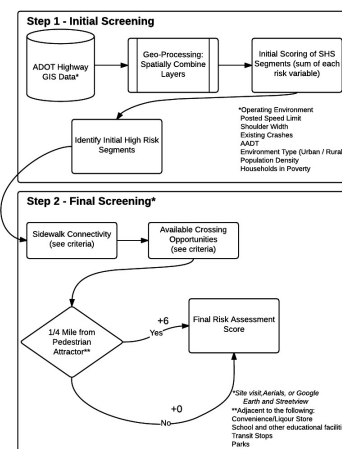 Step 1 - Initial Screening
ADOT Highway
GIS Data*
Geo-Processing:
Spatially Combine
Layers
Initial Scoring of SHS
Segments (sum of each
risk variable)
Identify Initial High Risk
Segments
*Operating Environment
Posted Speed Limit
Shoulder Width
Existing Crashes
AADT
Environment Type (Urban / Rural
Population Density
Households in Poverty
Step 2 - Final Screening*
Sidewalk Connectivity
(see criteria)
Available Crossing
Opportunities
(see criteria)
1/4 Mile from
Pedestrian
Attractor**
+6
Yes
Final Risk Assessment
Score
+0
No
*Site visit,Aerials, or Google
Earth and Streetview
**Adjacent to the following:
Convenience/Liqour Store
School and other educational faciliti
Transit Stops
Parks